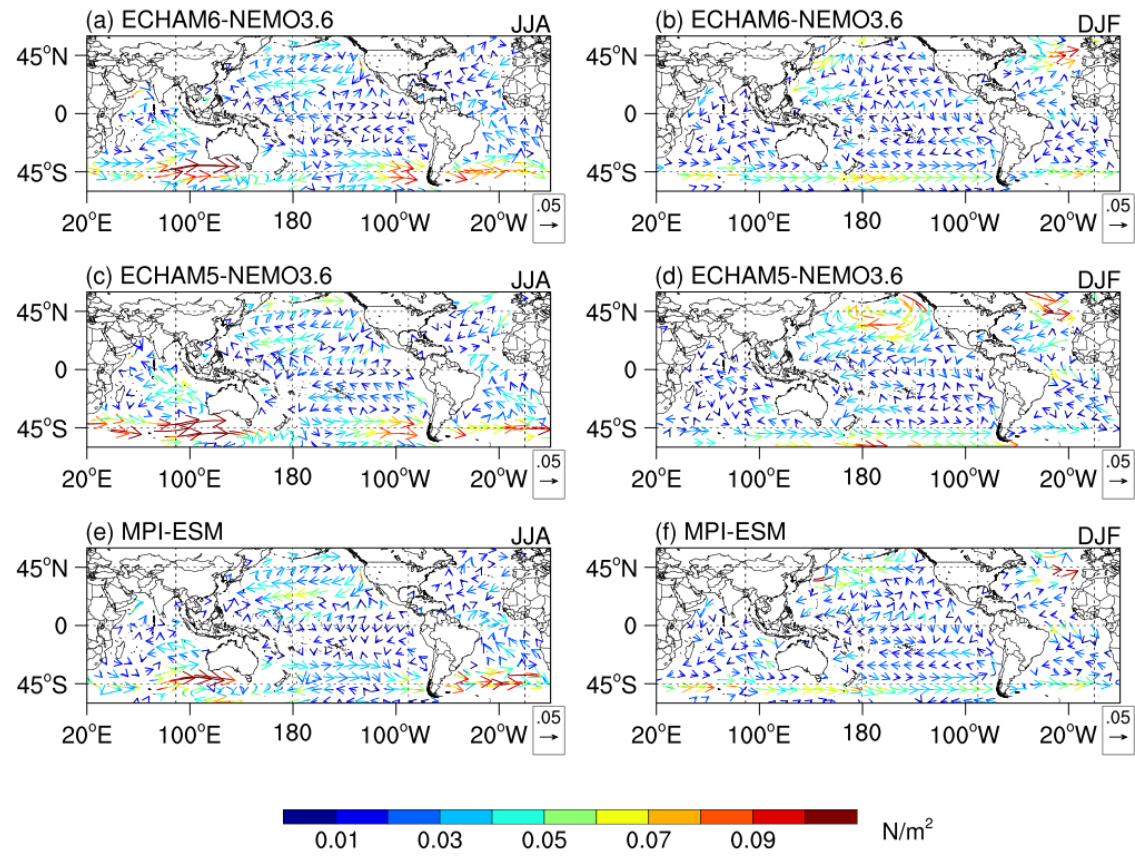 (a) ECHAM6-NEMO3.6 JJA
45°N
0
45°S
20°E 100°E 180 100°W 20°W
.05
(b) ECHAM6-NEMO3.6 DJF
45°N
0
45°S
20°E 100°E 180 100°W 20°W
.05
(c) ECHAM5-NEMO3.6 JJA
45°N
0
45°S
20°E 100°E 180 100°W 20°W
.05
(d) ECHAM5-NEMO3.6 DJF
45°N
0
45°S
20°E 100°E 180 100°W 20°W
.05
(e) MPI-ESM JJA
45°N
0
45°S
20°E 100°E 180 100°W 20°W
.05
(f) MPI-ESM DJF
45°N
0
45°S
20°E 100°E 180 100°W 20°W
.05
0.01 0.03 0.05 0.07 0.09 N/m²